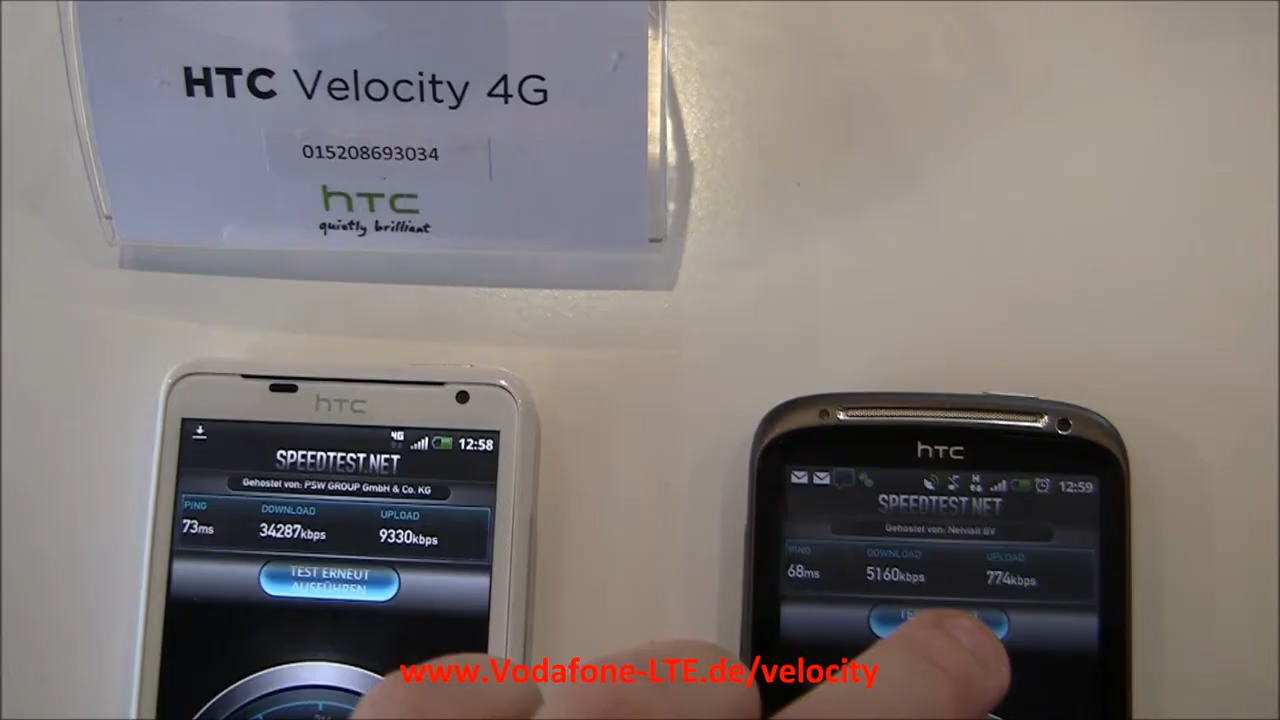 HTC Velocity 4G
015208693034
hTC
quietly brilliant
hTC
4G
12:58
SPEEDTEST.NET
Gehostet von: PSW GROUP GmbH & Co. KG
PING DOWNLOAD UPLOAD
73ms 34287kbps 9330kbps
TEST ERNEUT
AUSFÜHREN
hTC
H
12:59
SPEEDTEST.NET
Gehostet von:
PING DOWNLOAD UPLOAD
68ms 5160kbps 774kbps
www.Vodafone-LTE.de/velocity